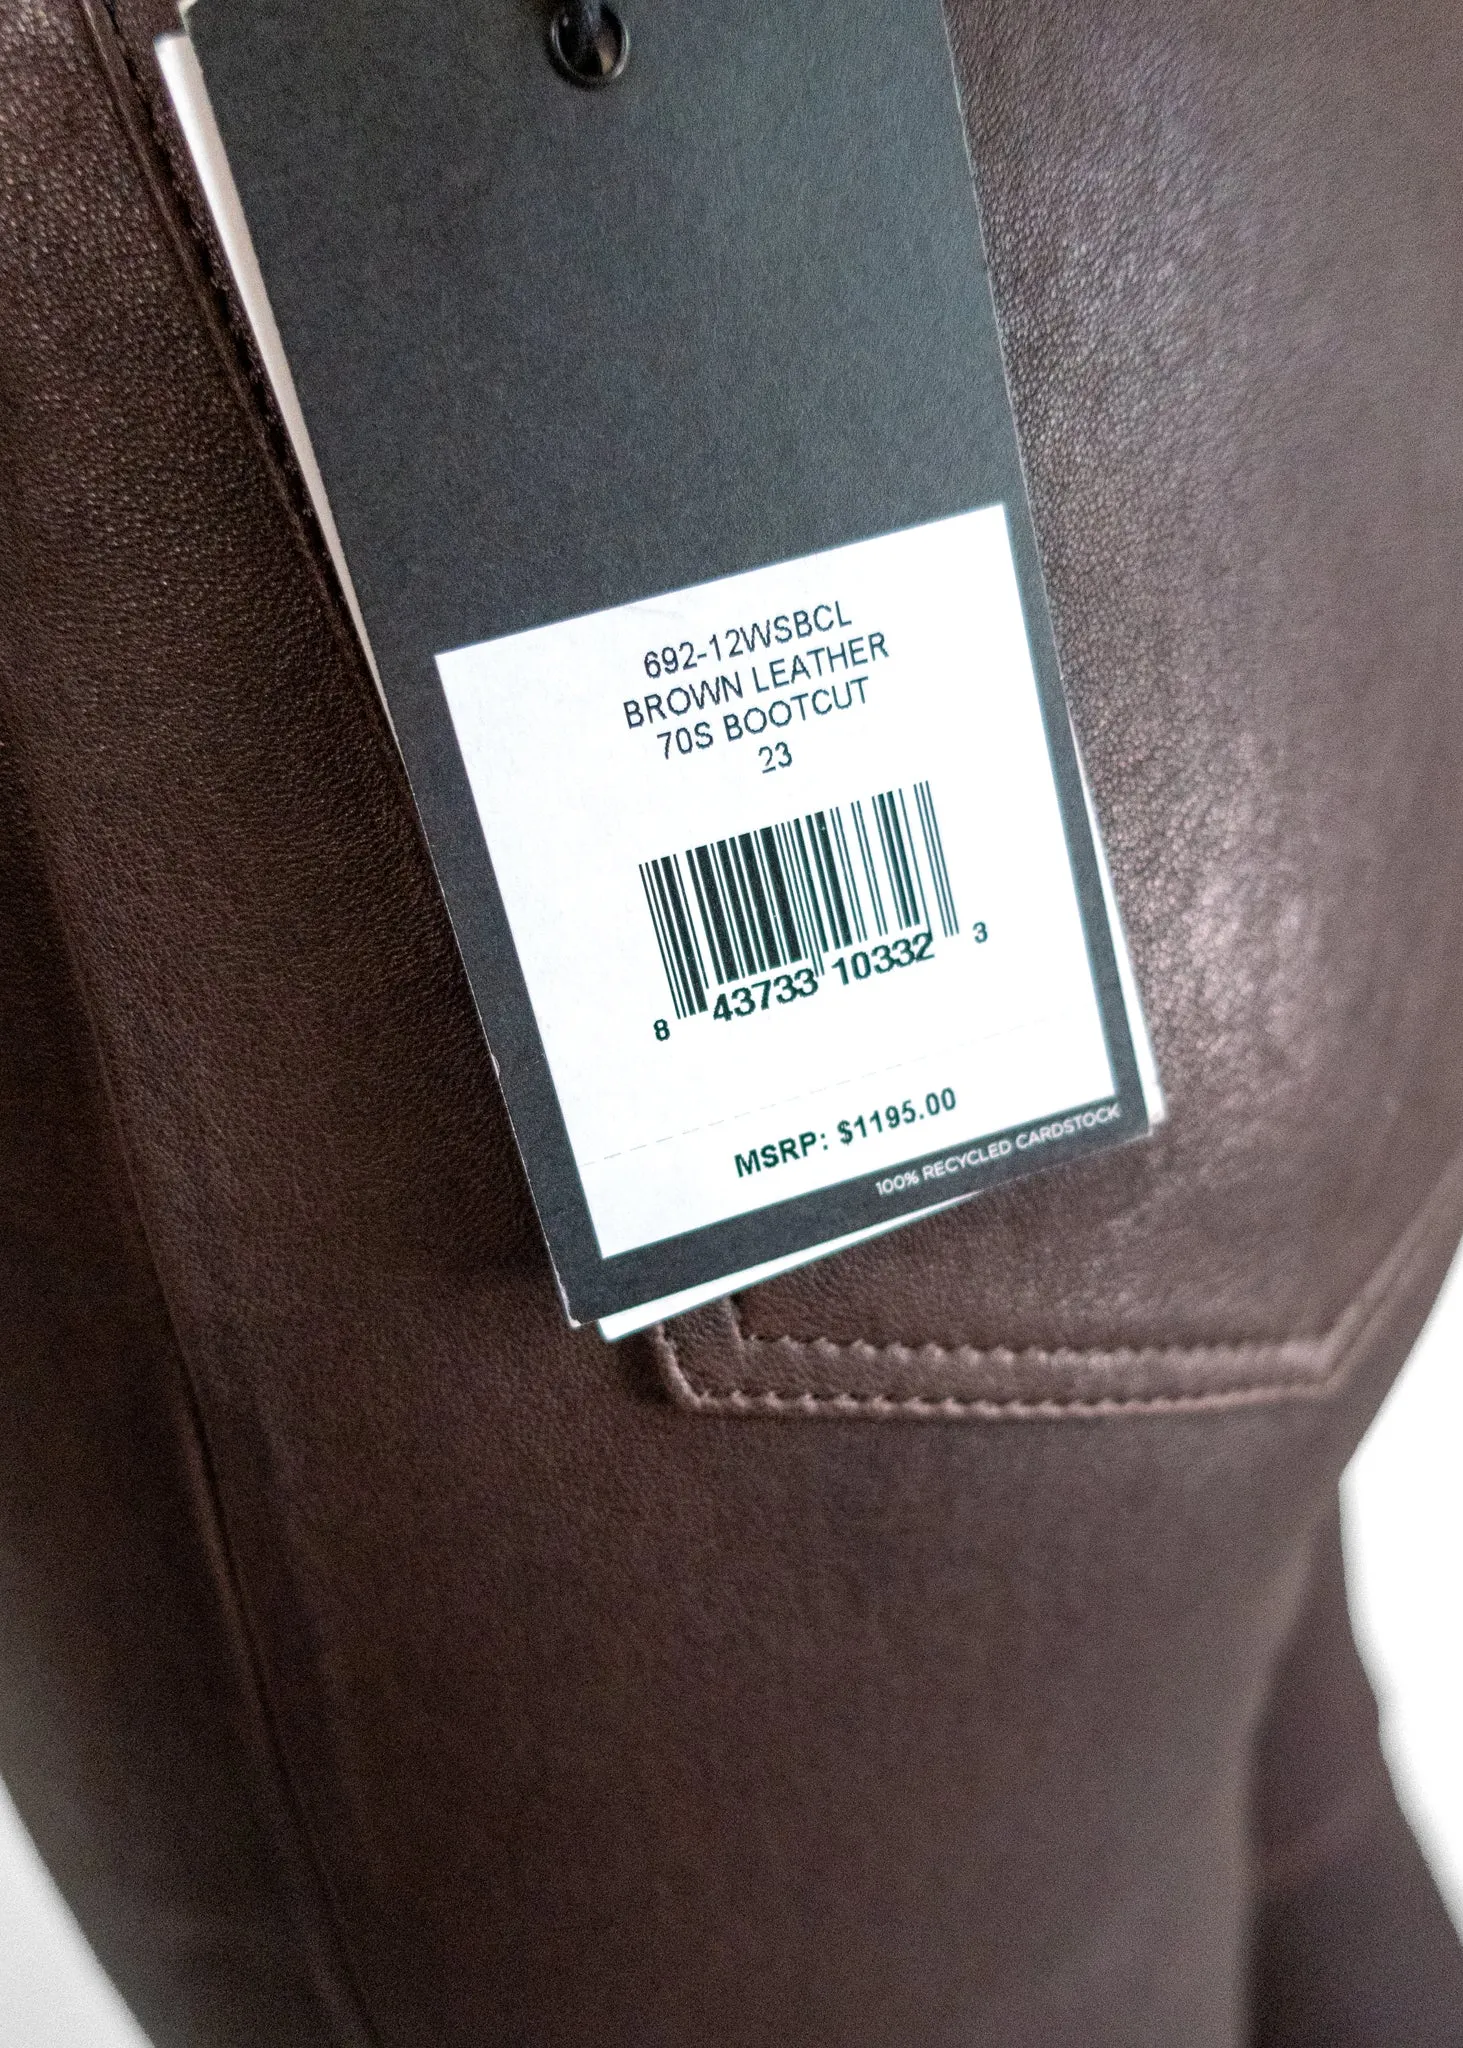 692-12WSBCL
BROWN LEATHER
70S BOOTCUT
23
8 43733 10332 3
MSRP: $1195.00
100% RECYCLED CARDSTOCK